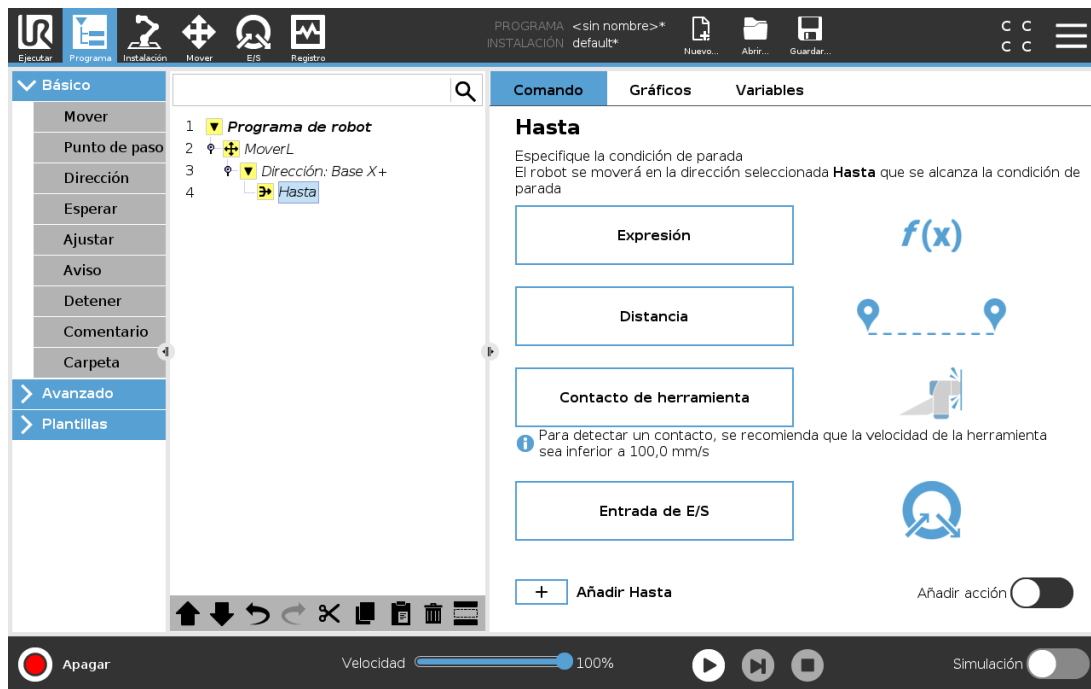 PROGRAMA <sin nombre>*
INSTALACIÓN default*
UR
Ejecutar
Programa
Instalación
Mover
E/S
Registro
Nuevo...
Abrir...
Guardar...
C C
C C
Básico
Mover
Punto de paso
Dirección
Esperar
Ajustar
Aviso
Detener
Comentario
Carpeta
Avanzado
Plantillas
1 Programa de robot
2 MoverL
3 Dirección: Base X+
4 Hasta
Comando Gráficos Variables
Hasta
Especifique la condición de parada
El robot se moverá en la dirección seleccionada Hasta que se alcanza la condición de
parada
Expresión
f(x)
Distancia
Contacto de herramienta
Para detectar un contacto, se recomienda que la velocidad de la herramienta
sea inferior a 100,0 mm/s
Entrada de E/S
+ Añadir Hasta
Añadir acción
Apagar
Velocidad 100%
Simulación